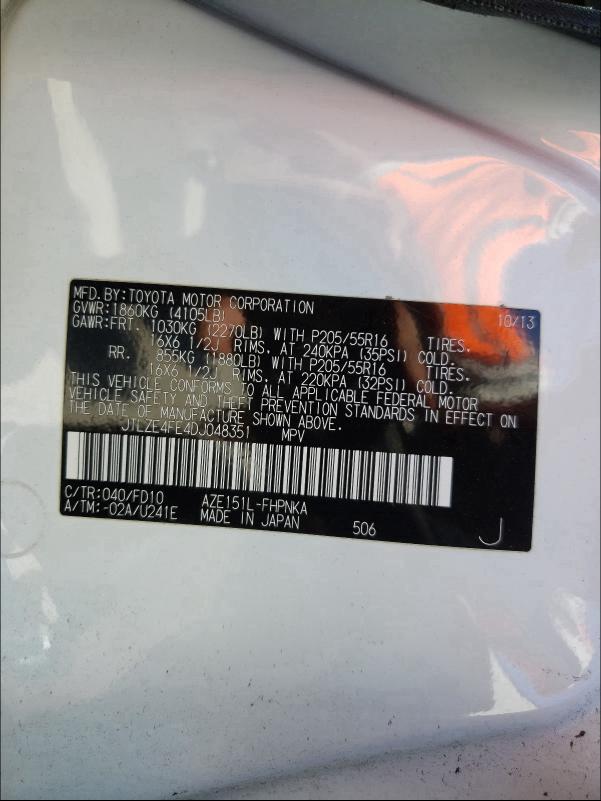 MFD.BY:TOYOTA MOTOR CORPORATION 10/13
GVWR:1860KG (4105LB)
GAWR:FRT. 1030KG (2270LB) WITH P205/55R16 TIRES.
16X6 1/2J RIMS. AT 240KPA (35PSI) COLD.
RR. 855KG (1880LB) WITH P205/55R16 TIRES.
16X6 1/2J RIMS. AT 220KPA (32PSI) COLD.
THIS VEHICLE CONFORMS TO ALL APPLICABLE FEDERAL MOTOR
VEHICLE SAFETY AND THEFT PREVENTION STANDARDS IN EFFECT ON
THE DATE OF MANUFACTURE SHOWN ABOVE.
JTLZE4FE4DJ048351 MPV
C/TR:040/FD10 AZE151L-FHPNKA
A/TM:-02A/U241E MADE IN JAPAN 506 J